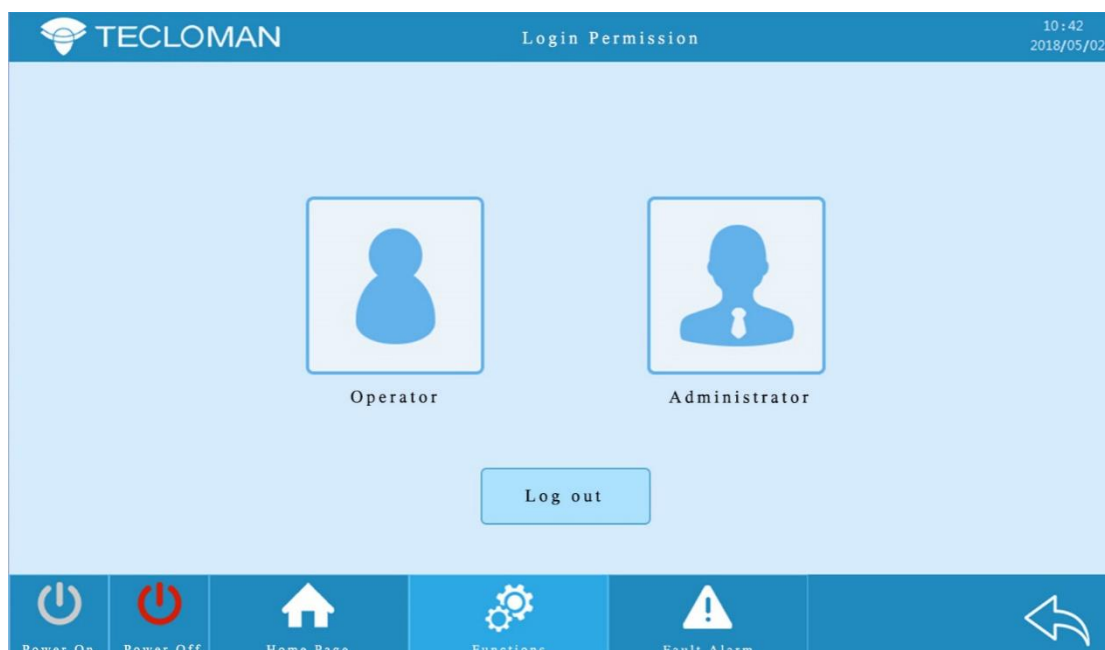 TECLOMAN
Login Permission
10:42
2018/05/02
Operator
Administrator
Log out
Power On
Power Off
Home Page
Functions
Fault Alarm